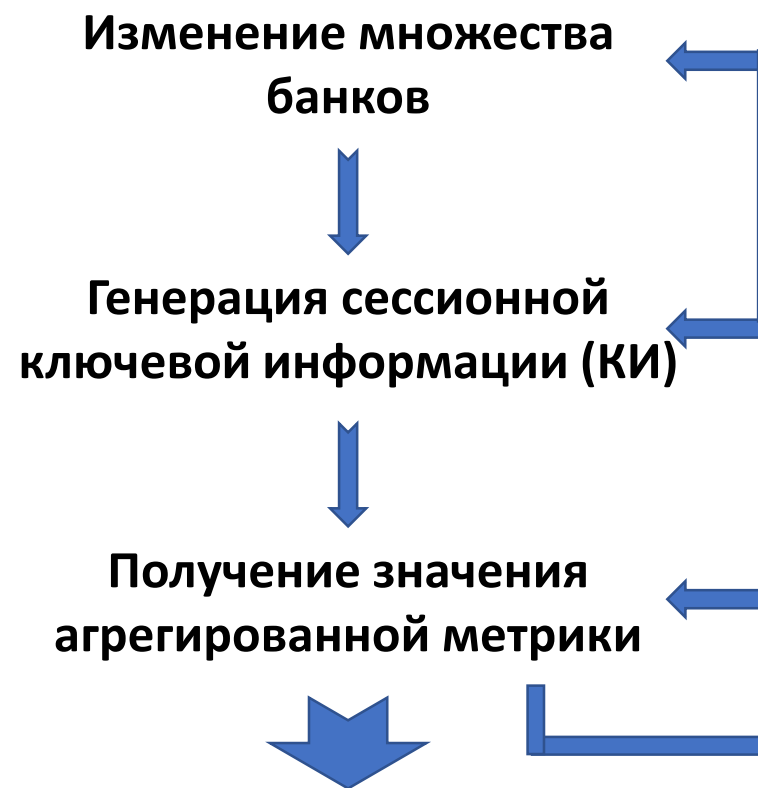 Изменение множества
банков
Генерация сессионной
ключевой информации (КИ)
Получение значения
агрегированной метрики